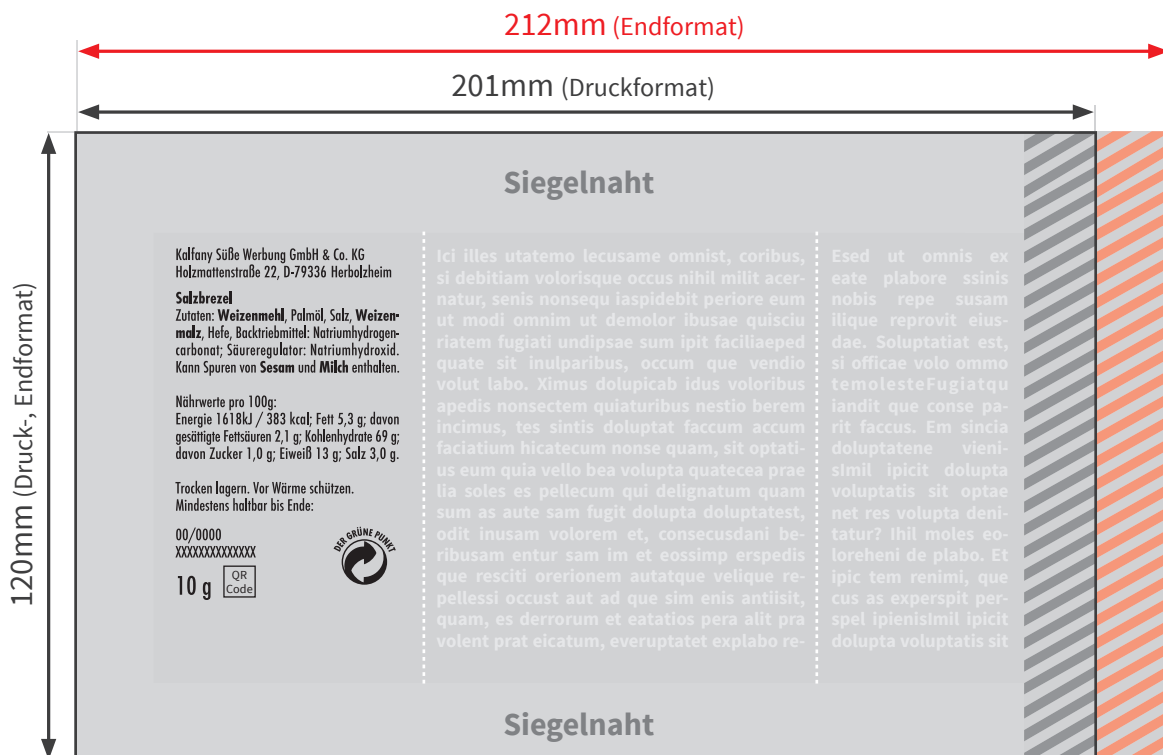 212mm (Endformat)
201mm (Druckformat)
120mm (Druck-, Endformat)
Siegelnaht
Kalfany Süße Werbung GmbH & Co. KG
Holzmattenstraße 22, D-79336 Herbolzheim
Salzbrezel
Zutaten: Weizenmehl, Palmöl, Salz, Weizen-
malz, Hefe, Backtriebmittel: Natriumhydrogen-
carbonat; Säureregulator: Natriumhydroxid.
Kann Spuren von Sesam und Milch enthalten.
Nährwerte pro 100g:
Energie 1618kJ / 383 kcal; Fett 5,3 g; davon
gesättigte Fettsäuren 2,1 g; Kohlenhydrate 69 g;
davon Zucker 1,0 g; Eiweiß 13 g; Salz 3,0 g.
Trocken lagern. Vor Wärme schützen.
Mindestens haltbar bis Ende:
00/0000
XXXXXXXXXXXXXX
10 g
QR
Code
DER GRÜNE PUNKT
Ici illes utatemo lecusame omnist, coribus,
si debitiam volorisque occus nihil milit acer-
natur, senis nonsequ iaspidebit periore eum
ut modi omnim ut demolor ibusae quisciu
riatem fugiati undipsae sum ipit facillaeped
quate sit inulparibus, occum que vendio
volut labo. Ximus dolupicab idus voloribus
apedis nonsectem quiaturibus nestio berem
incimus, tes sintis doluptat faccum accum
faciatium hicatecum nonse quam, sit optati-
us eum quia vello bea volupta quatecea prae
lia soles es pellecum qui delignatum quam
sum as aute sam fugit dolupta doluptatest,
odit inusam volorem et, consecusdani be-
ribusam entur sam im et eossimp erspero
que resciti orerionem autatque velique re-
pellessi occust aut ad que sim enis antiisit,
quam, es derrorum et eatatios pera alit pra
volent prat eicatum, everuptatet explabo re-
Esed ut omnis ex
eate plabore ssinis
nobis repe susam
ilique reprovit eius-
dae. Soluptatiat est,
si officae volo ommo
temolesteFugiatqu
iandit que conse pa-
rit faccus. Em sincia
doluptatene vieni-
sImil ipicit dolupta
voluptatic sit optae
net res volupta deni-
tatur? Ihil moles eo-
loreheni de plabo. Et
ipic tem renimi, que
cus as experspit per-
spel ipienisImil ipicit
dolupta voluptatis sit
Siegelnaht